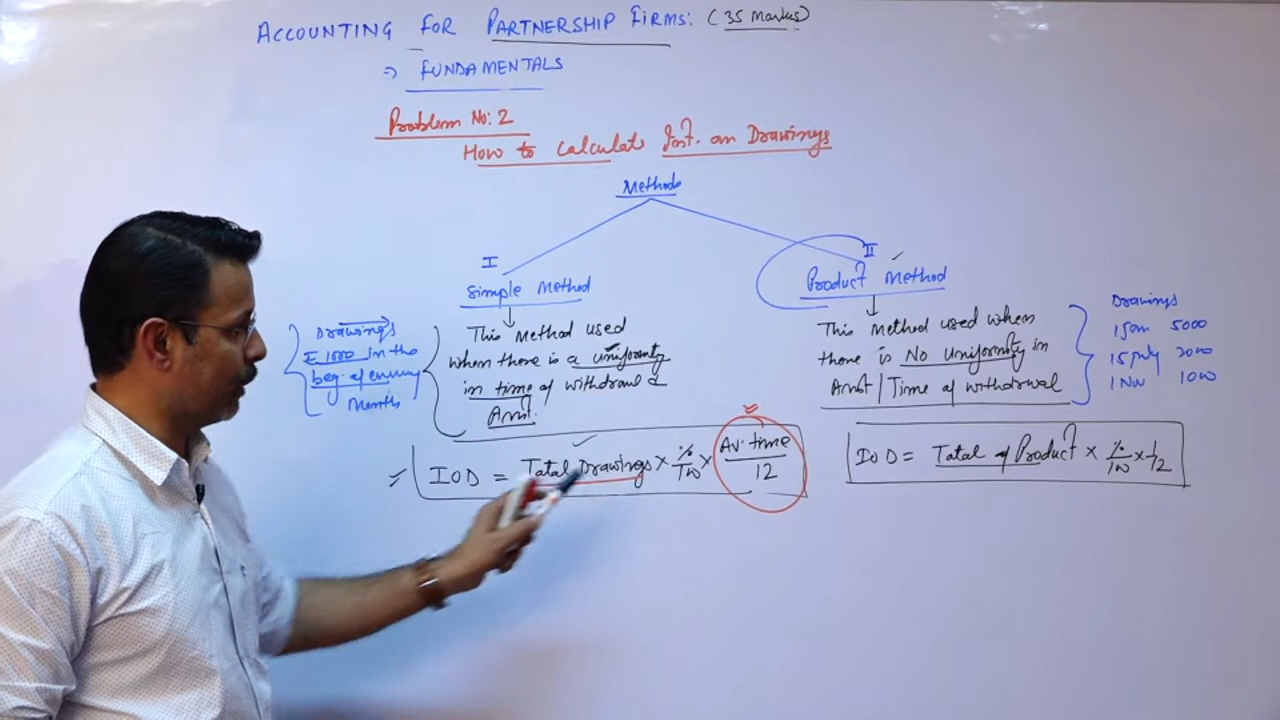 ACCOUNTING FOR PARTNERSHIP FIRMS: (35 Marks)
⇒ FUNDAMENTALS
Problem No: 2
How to calculate Int. on Drawings
Methods
I
Simple Method
This Method used
when there is a uniformity
in time of withdrawal &
Amt.
Drawings
₹ 1000 in the
beg. of every
Month
IOD = Total Drawings × %/100 × Av. time/12
II
Product Method
This Method used when
there is No uniformity in
Amt / Time of withdrawal
Drawings
1 Jan 5000
15 July 2000
1 Nov 1000
IOD = Total of Product × %/100 × 1/12